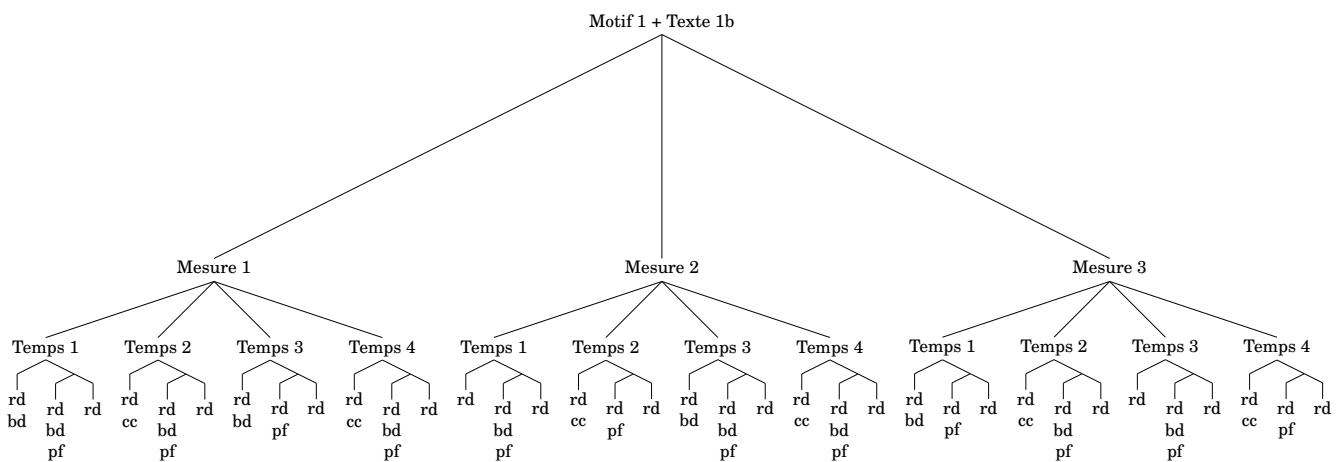 Motif 1 + Texte 1b
Mesure 1 Mesure 2 Mesure 3
Temps 1 Temps 2 Temps 3 Temps 4 Temps 1 Temps 2 Temps 3 Temps 4 Temps 1 Temps 2 Temps 3 Temps 4
rd rd rd rd rd rd rd rd rd rd rd rd rd rd rd rd rd rd rd rd rd rd rd rd rd rd rd rd rd rd rd rd rd rd rd rd
bd bd cc bd bd pf cc bd bd cc pf bd bd cc bd bd pf cc bd bd cc pf
pf pf pf pf pf pf pf pf